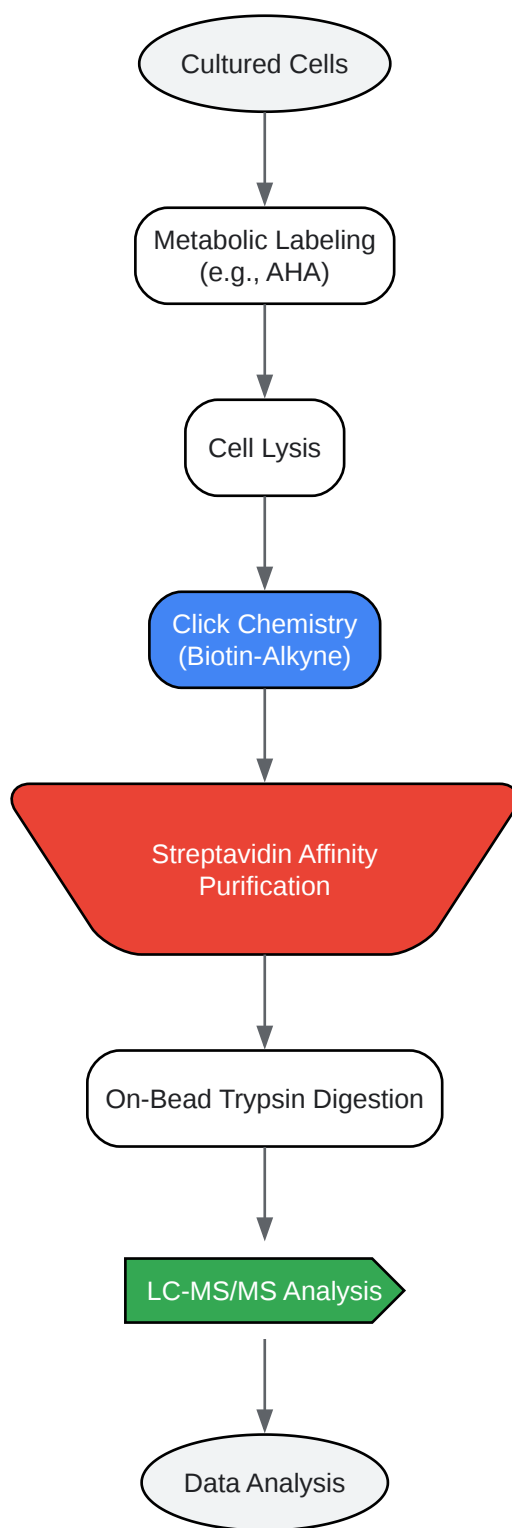 Cultured Cells
Metabolic Labeling
(e.g., AHA)
Cell Lysis
Click Chemistry
(Biotin-Alkyne)
Streptavidin Affinity
Purification
On-Bead Trypsin Digestion
LC-MS/MS Analysis
Data Analysis